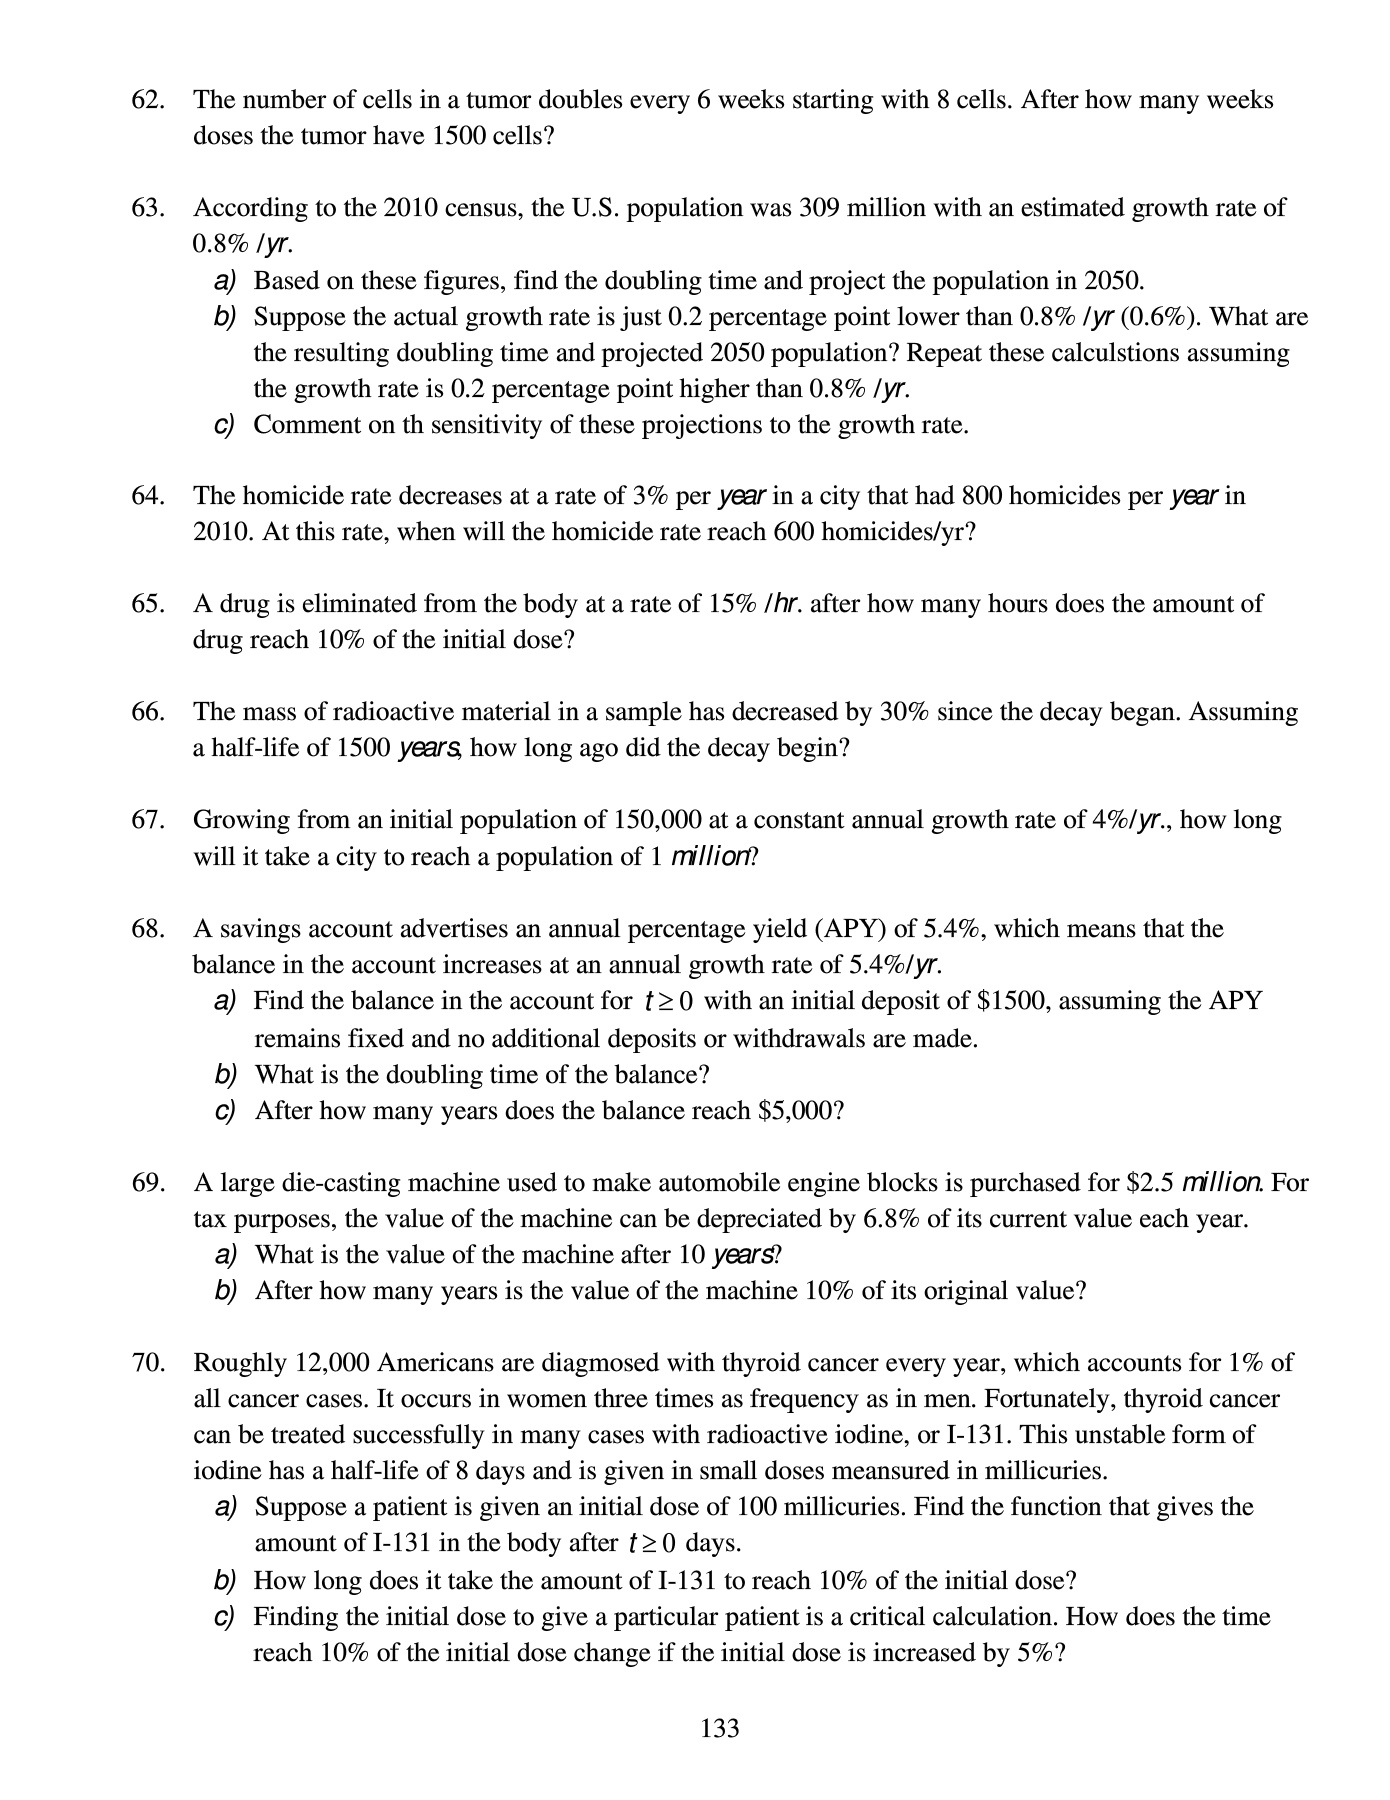 62. The number of cells in a tumor doubles every 6 weeks starting with 8 cells. After how many weeks
doses the tumor have 1500 cells?
63. According to the 2010 census, the U.S. population was 309 million with an estimated growth rate of
0.8% /yr.
a) Based on these figures, find the doubling time and project the population in 2050.
b) Suppose the actual growth rate is just 0.2 percentage point lower than 0.8% /yr (0.6%). What are
the resulting doubling time and projected 2050 population? Repeat these calculstions assuming
the growth rate is 0.2 percentage point higher than 0.8% /yr.
c) Comment on th sensitivity of these projections to the growth rate.
64. The homicide rate decreases at a rate of 3% per year in a city that had 800 homicides per year in
2010. At this rate, when will the homicide rate reach 600 homicides/yr?
65. A drug is eliminated from the body at a rate of 15% /hr. after how many hours does the amount of
drug reach 10% of the initial dose?
66. The mass of radioactive material in a sample has decreased by 30% since the decay began. Assuming
a half-life of 1500 years, how long ago did the decay begin?
67. Growing from an initial population of 150,000 at a constant annual growth rate of 4%/yr., how long
will it take a city to reach a population of 1 million?
68. A savings account advertises an annual percentage yield (APY) of 5.4%, which means that the
balance in the account increases at an annual growth rate of 5.4%/yr.
a) Find the balance in the account for t ≥ 0 with an initial deposit of $1500, assuming the APY
remains fixed and no additional deposits or withdrawals are made.
b) What is the doubling time of the balance?
c) After how many years does the balance reach $5,000?
69. A large die-casting machine used to make automobile engine blocks is purchased for $2.5 million. For
tax purposes, the value of the machine can be depreciated by 6.8% of its current value each year.
a) What is the value of the machine after 10 years?
b) After how many years is the value of the machine 10% of its original value?
70. Roughly 12,000 Americans are diagmosed with thyroid cancer every year, which accounts for 1% of
all cancer cases. It occurs in women three times as frequency as in men. Fortunately, thyroid cancer
can be treated successfully in many cases with radioactive iodine, or I-131. This unstable form of
iodine has a half-life of 8 days and is given in small doses meansured in millicuries.
a) Suppose a patient is given an initial dose of 100 millicuries. Find the function that gives the
amount of I-131 in the body after t ≥ 0 days.
b) How long does it take the amount of I-131 to reach 10% of the initial dose?
c) Finding the initial dose to give a particular patient is a critical calculation. How does the time
reach 10% of the initial dose change if the initial dose is increased by 5%?
133